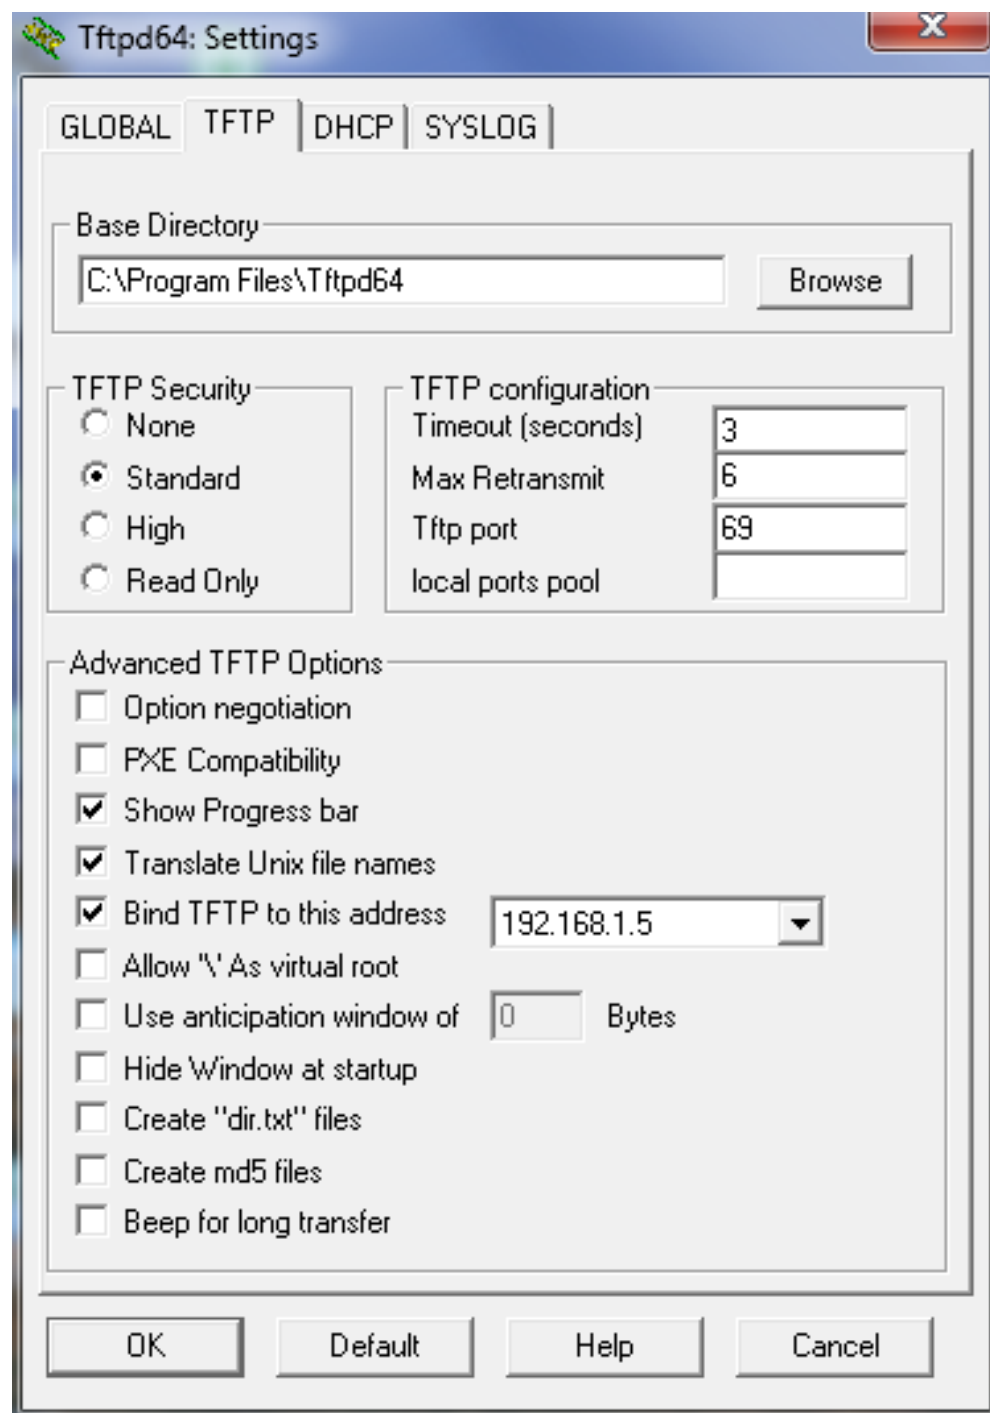 Tftpd64: Settings
GLOBAL TFTP DHCP SYSLOG
Base Directory
C:\Program Files\Tftpd64 Browse
TFTP Security
None
Standard
High
Read Only
TFTP configuration
Timeout (seconds) 3
Max Retransmit 6
Tftp port 69
local ports pool
Advanced TFTP Options
Option negotiation
PXE Compatibility
Show Progress bar
Translate Unix file names
Bind TFTP to this address 192.168.1.5
Allow '\' As virtual root
Use anticipation window of 0 Bytes
Hide Window at startup
Create "dir.txt" files
Create md5 files
Beep for long transfer
OK Default Help Cancel